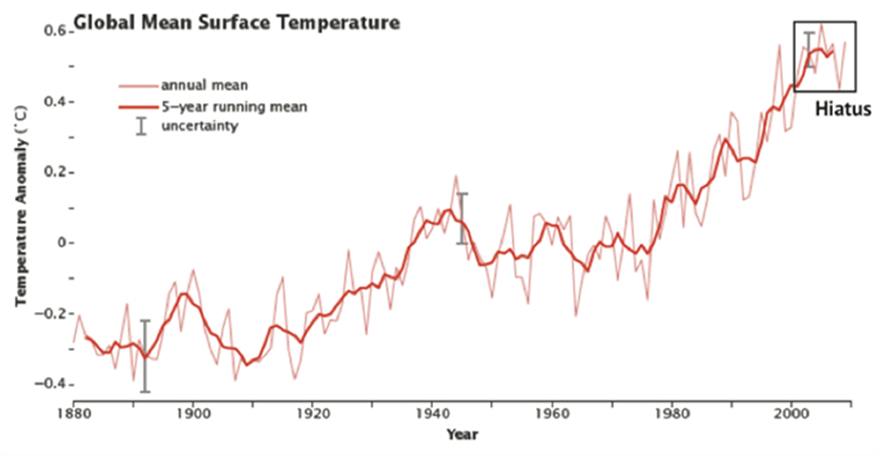 Global Mean Surface Temperature
0.6
annual mean
5-year running mean
uncertainty
Hiatus
0.4
0.2
0
-0.2
-0.4
Temperature Anomaly (°C)
1880 1900 1920 1940 1960 1980 2000
Year